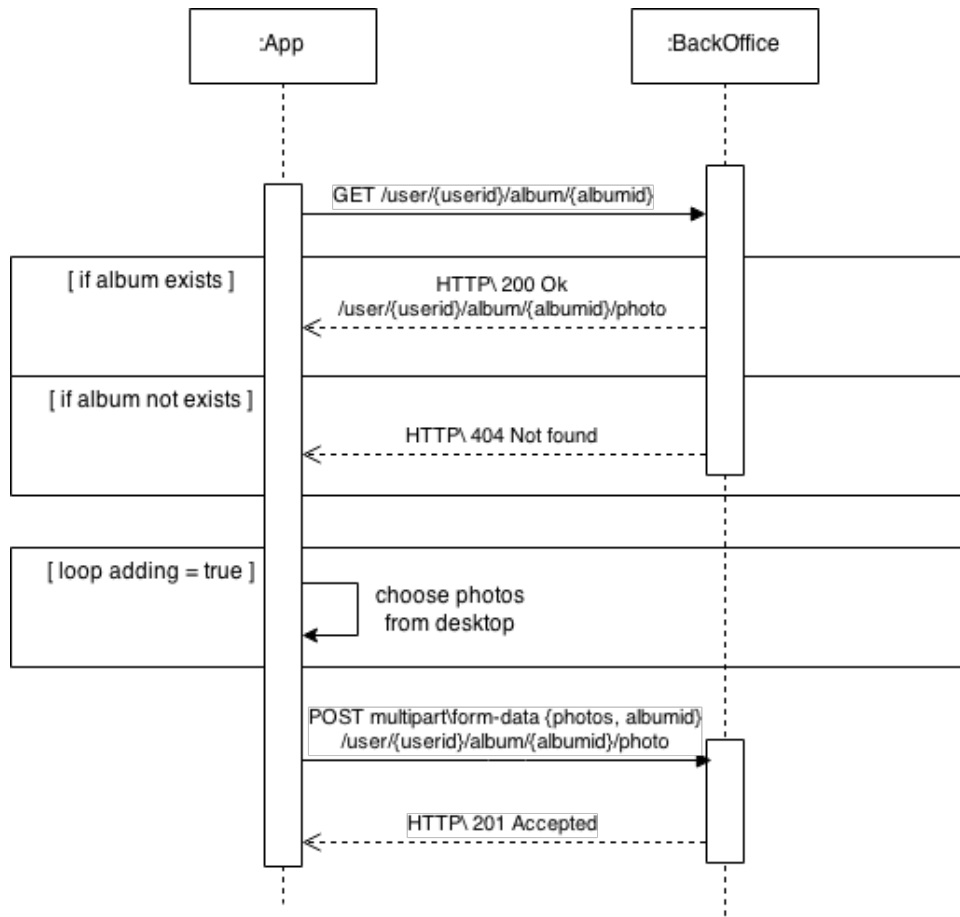 :App
:BackOffice
GET /user/{userid}/album/{albumid}
[ if album exists ]
HTTP\ 200 Ok
/user/{userid}/album/{albumid}/photo
[ if album not exists ]
HTTP\ 404 Not found
[ loop adding = true ]
choose photos
from desktop
POST multipart\form-data {photos, albumid}
/user/{userid}/album/{albumid}/photo
HTTP\ 201 Accepted